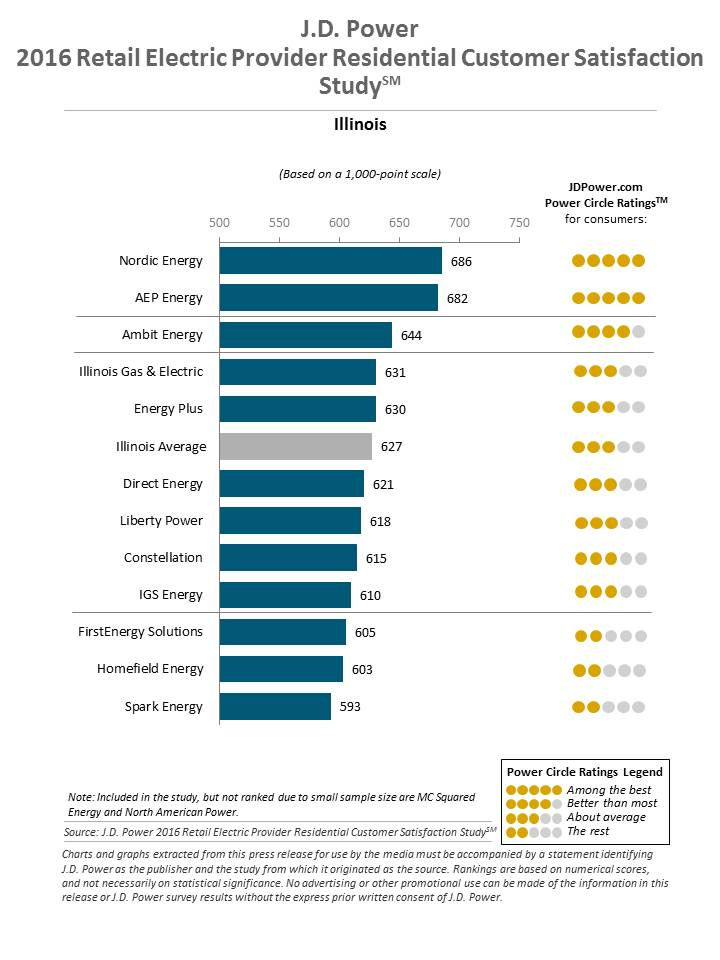 J.D. Power
2016 Retail Electric Provider Residential Customer Satisfaction
StudySM
Illinois
(Based on a 1,000-point scale)
JDPower.com
Power Circle RatingsTM
for consumers:
500 550 600 650 700 750
Nordic Energy 686
AEP Energy 682
Ambit Energy 644
Illinois Gas & Electric 631
Energy Plus 630
Illinois Average 627
Direct Energy 621
Liberty Power 618
Constellation 615
IGS Energy 610
FirstEnergy Solutions 605
Homefield Energy 603
Spark Energy 593
Power Circle Ratings Legend
Among the best
Better than most
About average
The rest
Note: Included in the study, but not ranked due to small sample size are MC Squared
Energy and North American Power.
Source: J.D. Power 2016 Retail Electric Provider Residential Customer Satisfaction StudySM
Charts and graphs extracted from this press release for use by the media must be accompanied by a statement identifying
J.D. Power as the publisher and the study from which it originated as the source. Rankings are based on numerical scores,
and not necessarily on statistical significance. No advertising or other promotional use can be made of the information in this
release or J.D. Power survey results without the express prior written consent of J.D. Power.